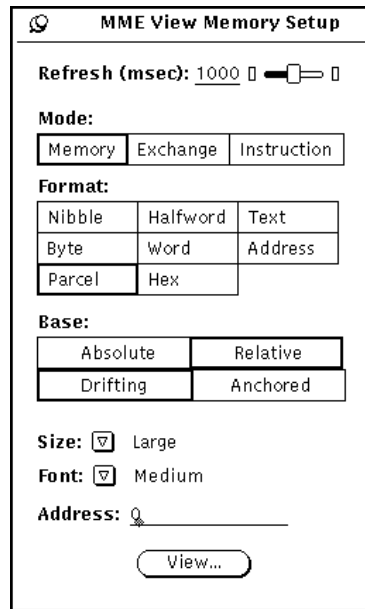 MME View Memory Setup
Refresh (msec): 1000
Mode:
Memory Exchange Instruction
Format:
Nibble Halfword Text
Byte Word Address
Parcel Hex
Base:
Absolute Relative
Drifting Anchored
Size: Large
Font: Medium
Address: 0
View...